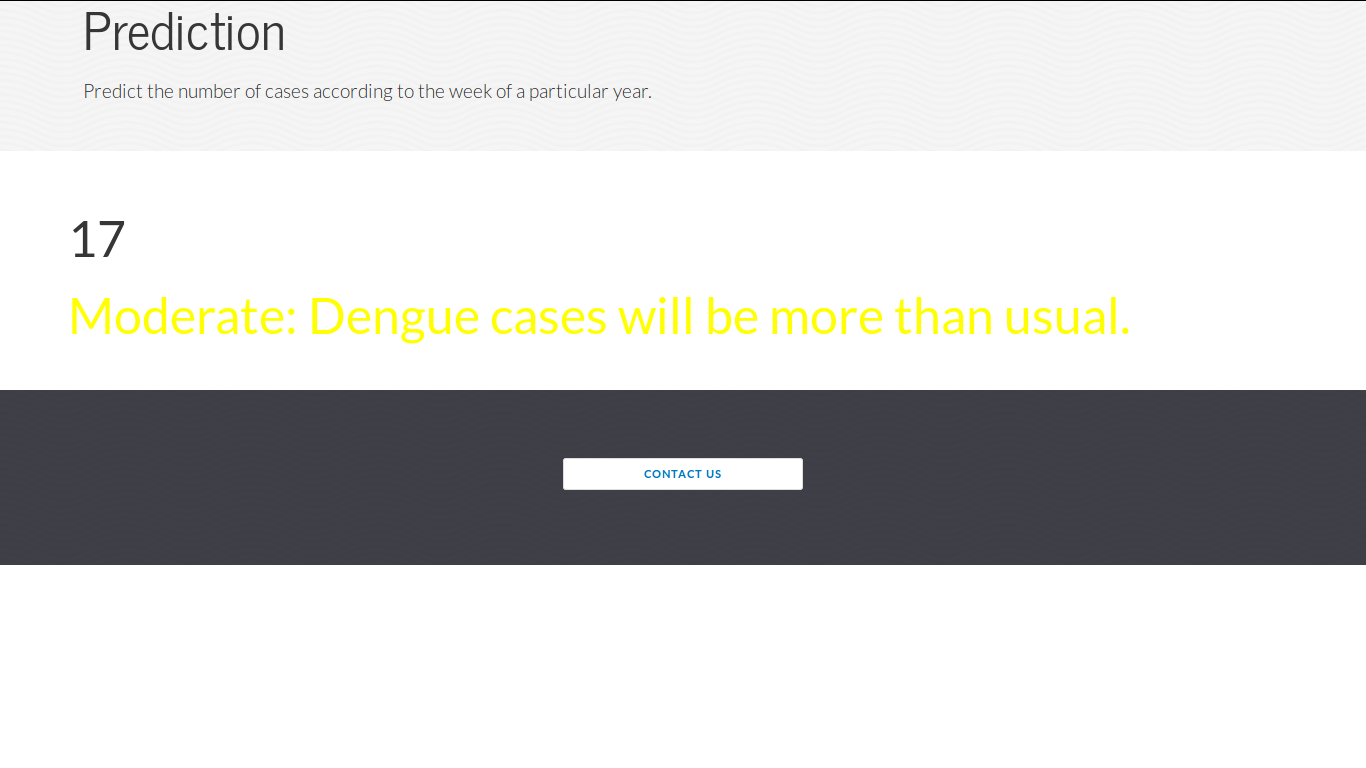 Prediction
Predict the number of cases according to the week of a particular year.
17
Moderate: Dengue cases will be more than usual.
CONTACT US